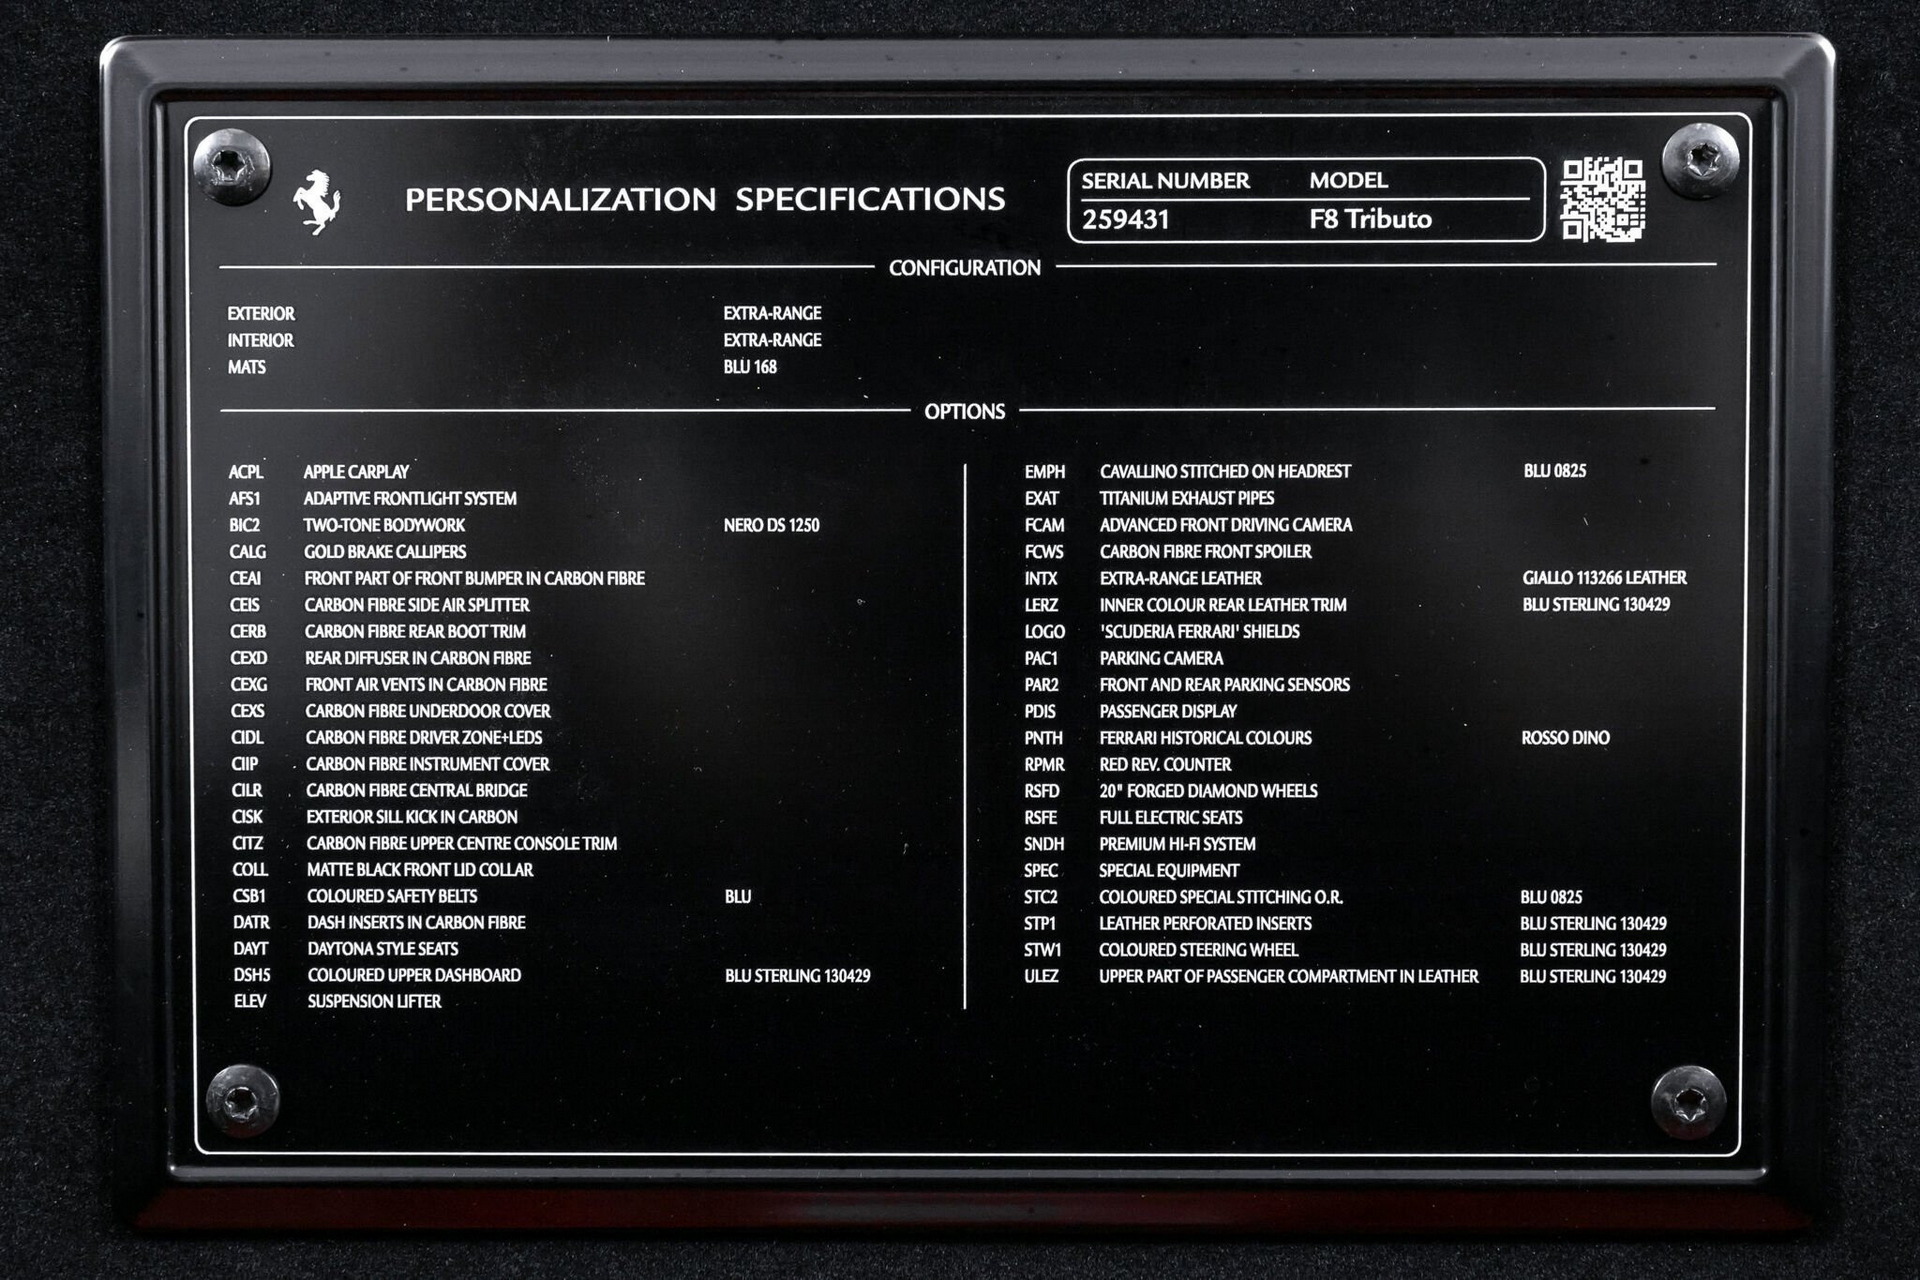 PERSONALIZATION SPECIFICATIONS
SERIAL NUMBER MODEL
259431 F8 Tributo
CONFIGURATION
EXTERIOR EXTRA-RANGE
INTERIOR EXTRA-RANGE
MATS BLU 168
OPTIONS
ACPL APPLE CARPLAY
AFS1 ADAPTIVE FRONTLIGHT SYSTEM
BIC2 TWO-TONE BODYWORK NERO DS 1250
CALG GOLD BRAKE CALLIPERS
CEAI FRONT PART OF FRONT BUMPER IN CARBON FIBRE
CEIS CARBON FIBRE SIDE AIR SPLITTER
CERB CARBON FIBRE REAR BOOT TRIM
CEXD REAR DIFFUSER IN CARBON FIBRE
CEXG FRONT AIR VENTS IN CARBON FIBRE
CEXS CARBON FIBRE UNDERDOOR COVER
CIDL CARBON FIBRE DRIVER ZONE+LEDS
CIIP CARBON FIBRE INSTRUMENT COVER
CILR CARBON FIBRE CENTRAL BRIDGE
CISK EXTERIOR SILL KICK IN CARBON
CITZ CARBON FIBRE UPPER CENTRE CONSOLE TRIM
COLL MATTE BLACK FRONT LID COLLAR
CSB1 COLOURED SAFETY BELTS BLU
DATR DASH INSERTS IN CARBON FIBRE
DAYT DAYTONA STYLE SEATS
DSH5 COLOURED UPPER DASHBOARD BLU STERLING 130429
ELEV SUSPENSION LIFTER
EMPH CAVALLINO STITCHED ON HEADREST BLU 0825
EXAT TITANIUM EXHAUST PIPES
FCAM ADVANCED FRONT DRIVING CAMERA
FCWS CARBON FIBRE FRONT SPOILER
INTX EXTRA-RANGE LEATHER GIALLO 113266 LEATHER
LERZ INNER COLOUR REAR LEATHER TRIM BLU STERLING 130429
LOGO 'SCUDERIA FERRARI' SHIELDS
PAC1 PARKING CAMERA
PAR2 FRONT AND REAR PARKING SENSORS
PDIS PASSENGER DISPLAY
PNTH FERRARI HISTORICAL COLOURS ROSSO DINO
RPMR RED REV. COUNTER
RSFD 20" FORGED DIAMOND WHEELS
RSFE FULL ELECTRIC SEATS
SNDH PREMIUM HI-FI SYSTEM
SPEC SPECIAL EQUIPMENT
STC2 COLOURED SPECIAL STITCHING O.R. BLU 0825
STP1 LEATHER PERFORATED INSERTS BLU STERLING 130429
STW1 COLOURED STEERING WHEEL BLU STERLING 130429
ULEZ UPPER PART OF PASSENGER COMPARTMENT IN LEATHER BLU STERLING 130429